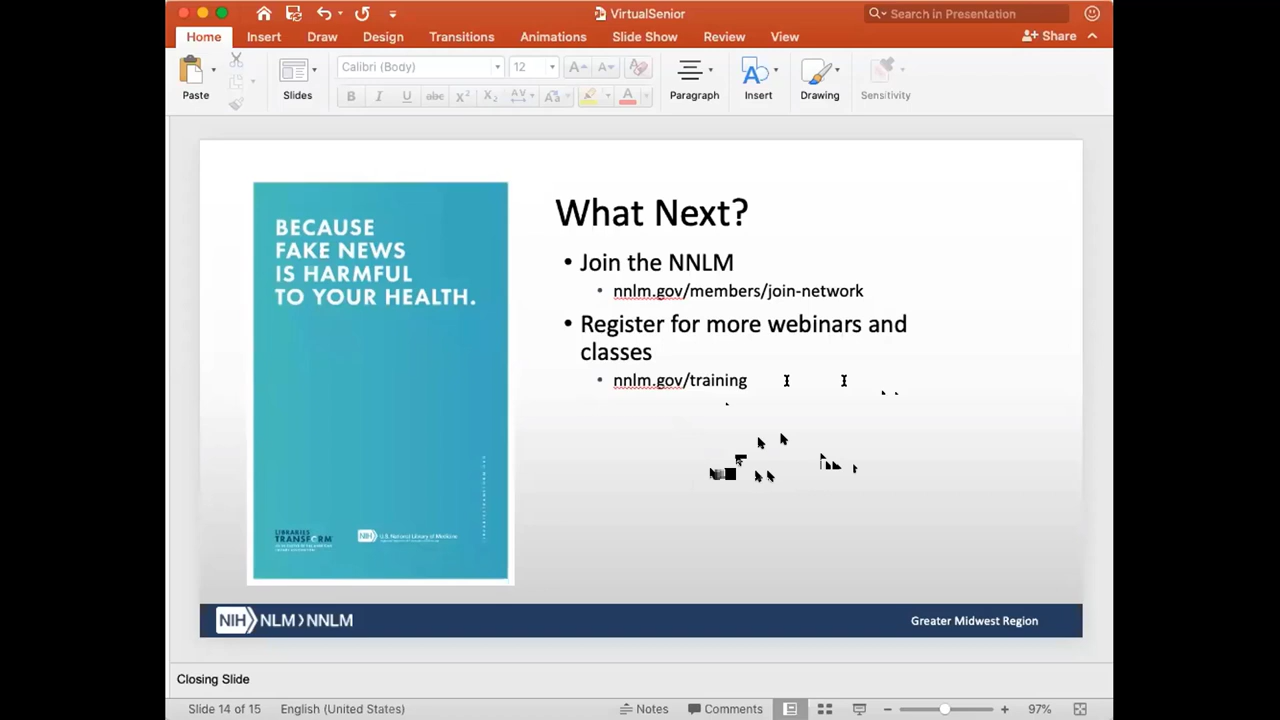 VirtualSenior
Search in Presentation
Home
Insert
Draw
Design
Transitions
Animations
Slide Show
Review
View
Share
Paste
Slides
Calibri (Body)
12
Paragraph
Insert
Drawing
Sensitivity
BECAUSE
FAKE NEWS
IS HARMFUL
TO YOUR HEALTH.
LIBRARIES
TRANSFORM
NIH
U.S. National Library of Medicine
What Next?
• Join the NNLM
• nnlm.gov/members/join-network
• Register for more webinars and
classes
• nnlm.gov/training
NIH NLM NNLM
Greater Midwest Region
Closing Slide
Slide 14 of 15
English (United States)
Notes
Comments
97%